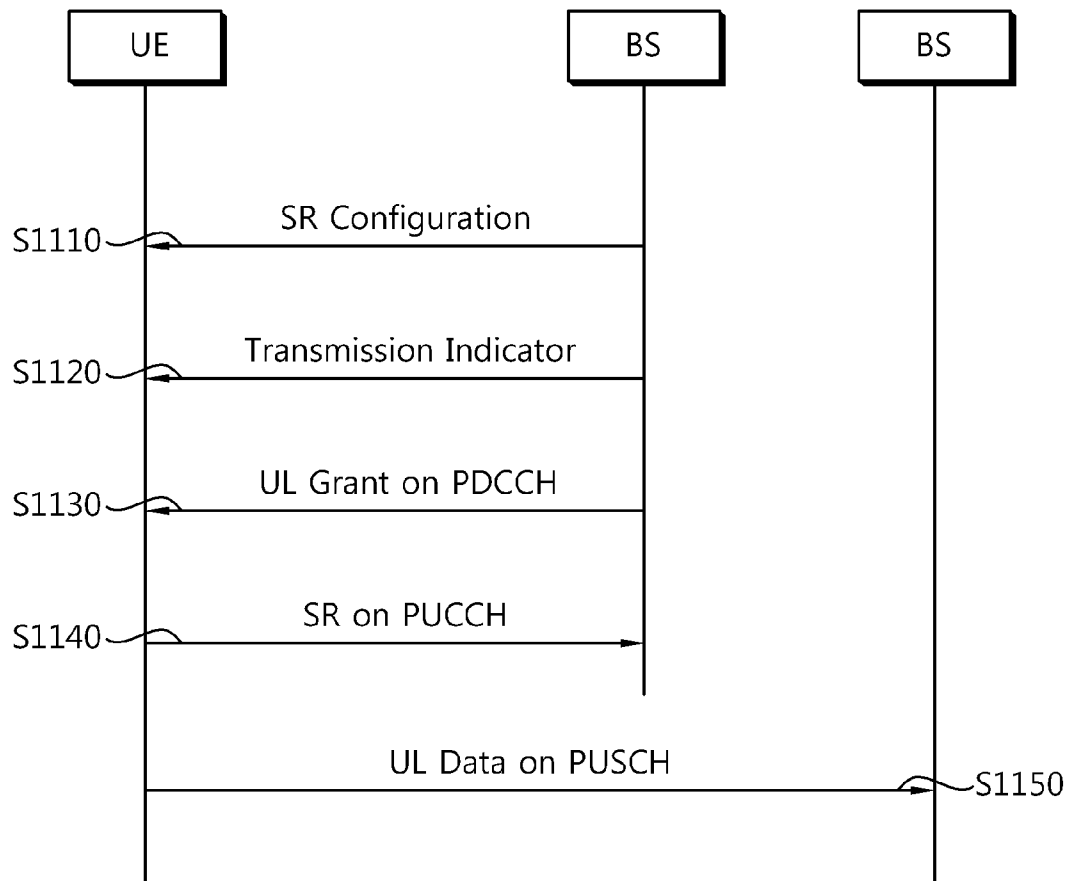 UE BS BS
SR Configuration
S1110
Transmission Indicator
S1120
UL Grant on PDCCH
S1130
SR on PUCCH
S1140
UL Data on PUSCH
S1150